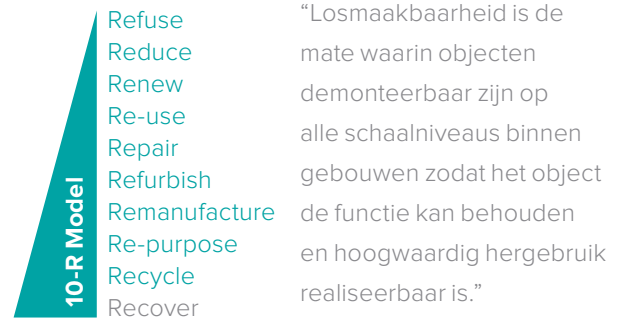 10-R Model
Refuse
Reduce
Renew
Re-use
Repair
Refurbish
Remanufacture
Re-purpose
Recycle
Recover
“Losmaakbaarheid is de
mate waarin objecten
demonteerbaar zijn op
alle schaalniveaus binnen
gebouwen zodat het object
de functie kan behouden
en hoogwaardig hergebruik
realiseerbaar is.”